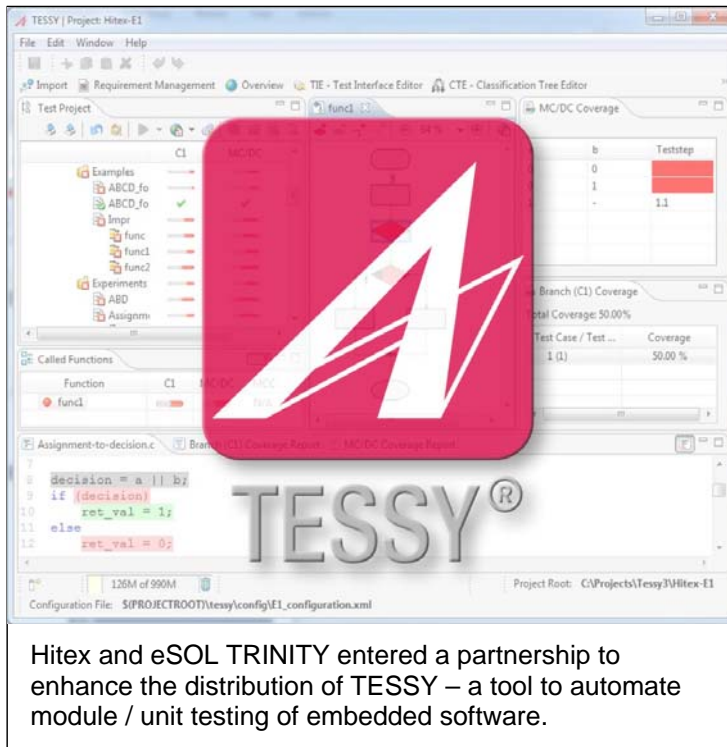 TESSY | Project: Hitex-E1
File Edit Window Help
Import Requirement Management Overview TIE - Test Interface Editor CTE - Classification Tree Editor
Test Project
func1
MC/DC Coverage
C1 MC/DC
b Teststep
Examples
0
ABCD_fo
1
ABCD_fo
- 1.1
Impr
func
func1
func2
Experiments
Branch (C1) Coverage
ABD
Total Coverage: 50.00%
Assignm
Test Case / Test ... Coverage
Called Functions
1 (1) 50.00 %
Function C1 MC/DC MCC
func1 N/A
Assignment-to-decision.c Branch (C1) Coverage Report MC/DC Coverage Report
7
8 decision = a || b;
9 if (decision)
10 ret_val = 1;
11 else
12 ret_val = 0;
TESSY®
126M of 990M Project Root: C:\Projects\Tessy3\Hitex-E1
Configuration File: $(PROJECTROOT)\tessy\config\E1_configuration.xml
Hitex and eSOL TRINITY entered a partnership to
enhance the distribution of TESSY – a tool to automate
module / unit testing of embedded software.